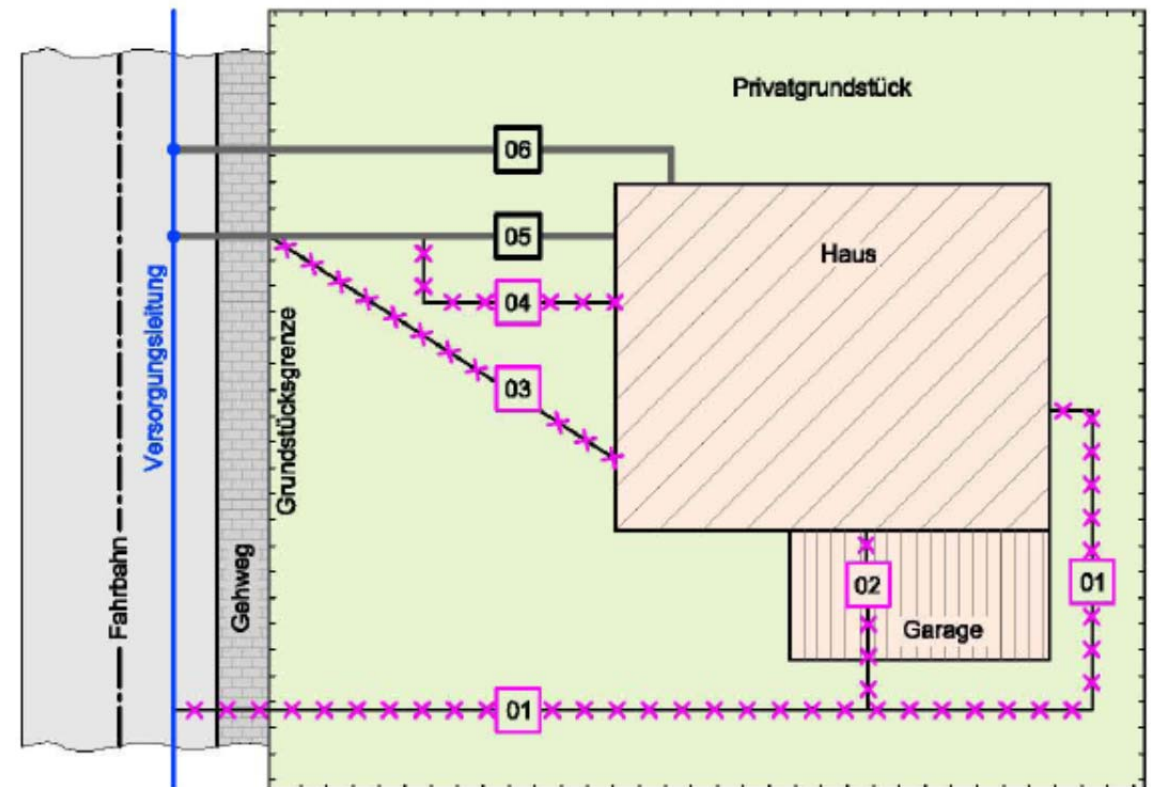 Privatgrundstück
06
05
Haus
04
Versorgungsleitung
Grundstücksgrenze
03
Fahrbahn
Gehweg
02
01
Garage
01